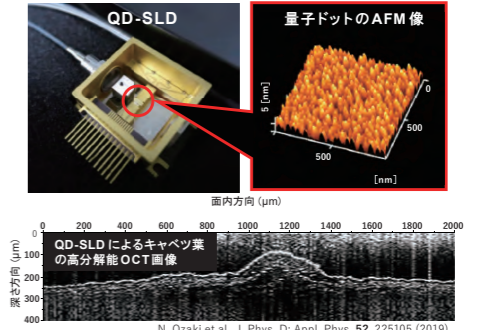 QD-SLD
量子ドットのAFM像
5 [nm]
0
500
500
[nm]
面内方向 (μm)
0 200 400 600 800 1000 1200 1400 1600 1800 2000
QD-SLDによるキャベツ葉
の高分解能OCT画像
深さ方向 (μm)
0
100
200
300
400
N. Ozaki et al., J. Phys. D: Appl. Phys. 52, 225105 (2019)